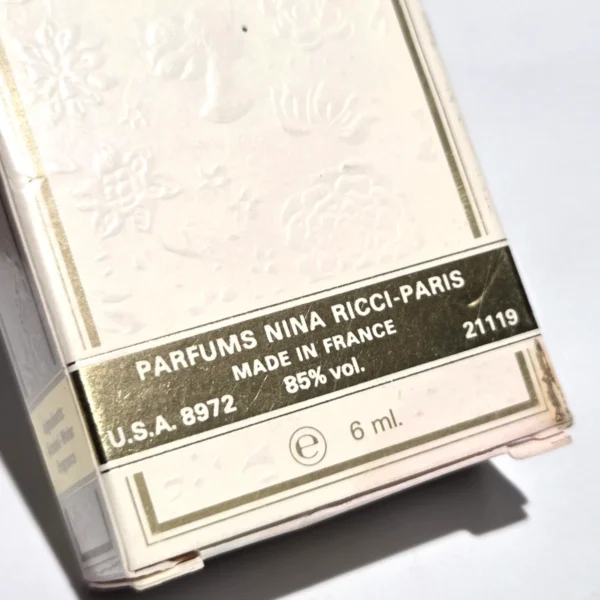 PARFUMS NINA RICCI-PARIS
MADE IN FRANCE
21119
85% vol.
U.S.A. 8972
e 6 ml.